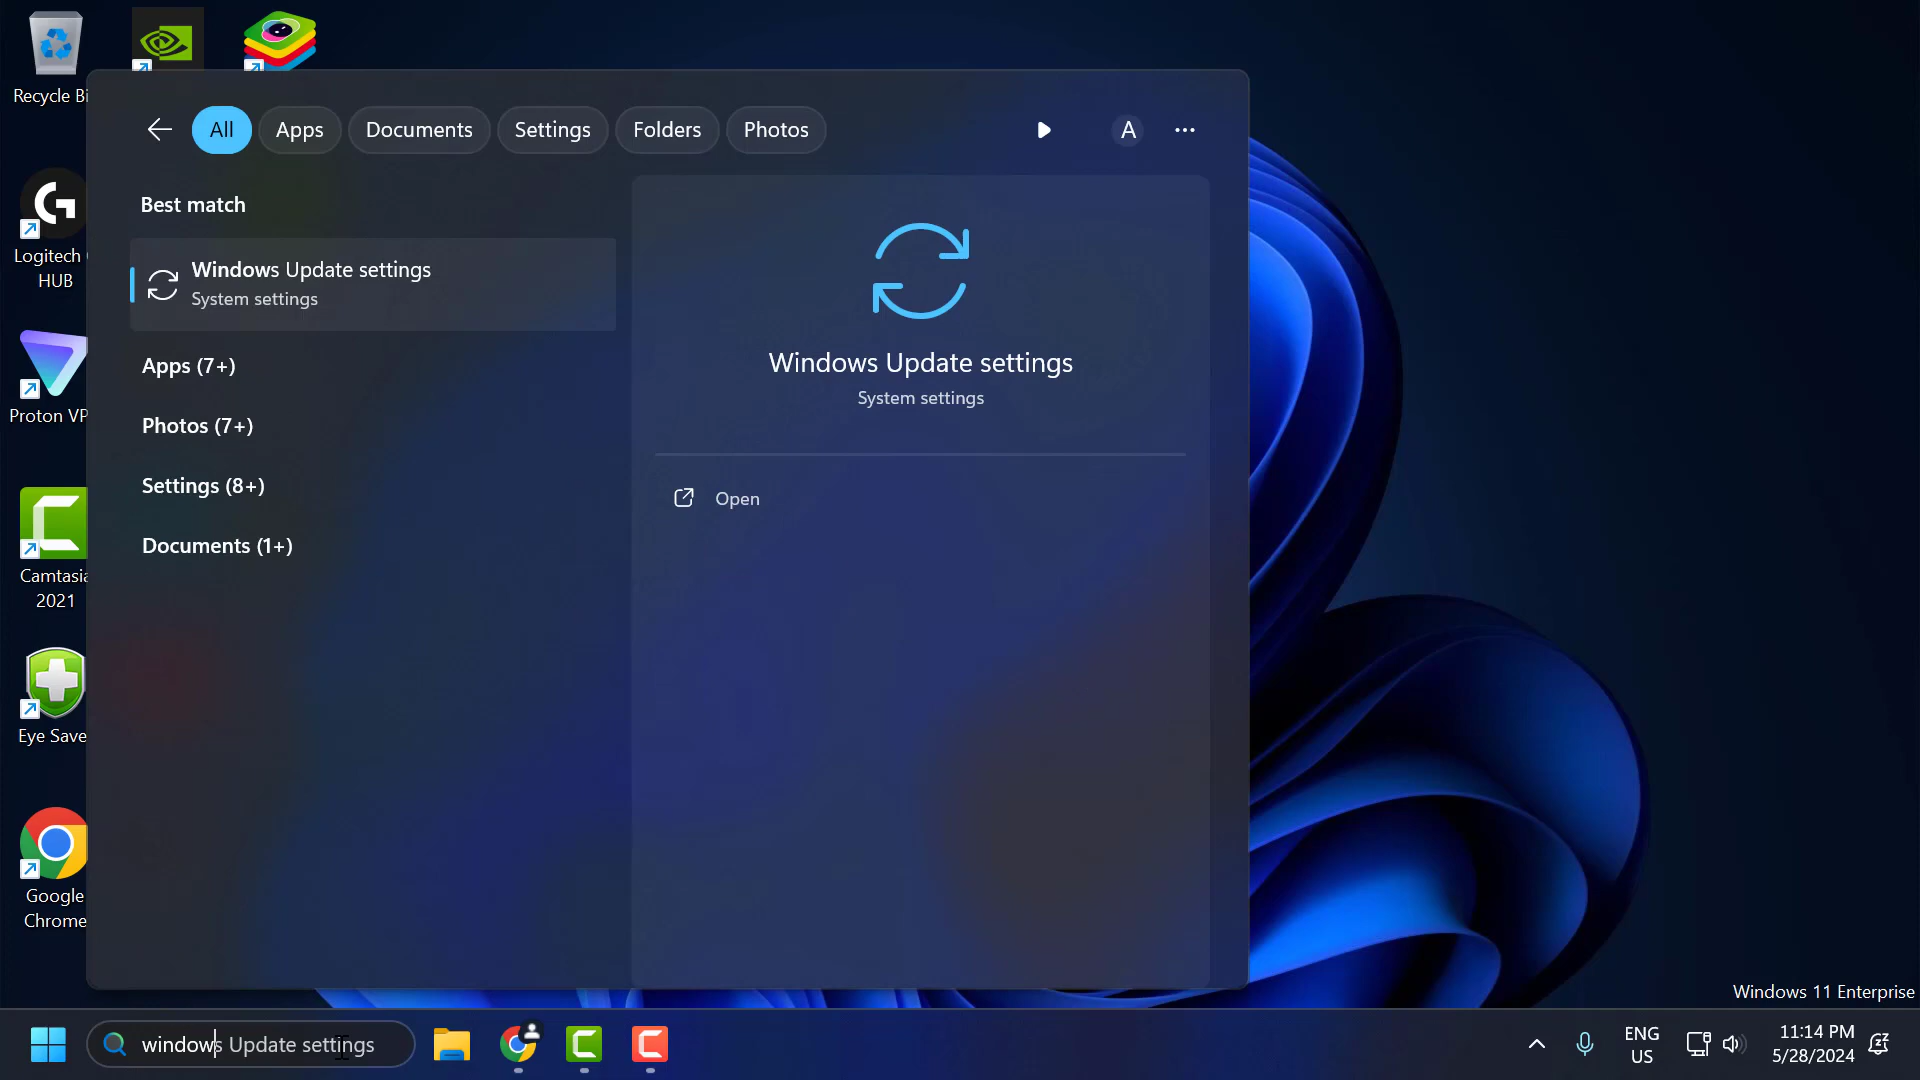 Recycle Bi
Logitech
HUB
Proton VP
Camtasia
2021
Eye Save
Google
Chrome
All
Apps
Documents
Settings
Folders
Photos
A
Best match
Windows Update settings
System settings
Apps (7+)
Photos (7+)
Settings (8+)
Documents (1+)
Windows Update settings
System settings
Open
Windows 11 Enterprise
windows Update settings
ENG
US
11:14 PM
5/28/2024